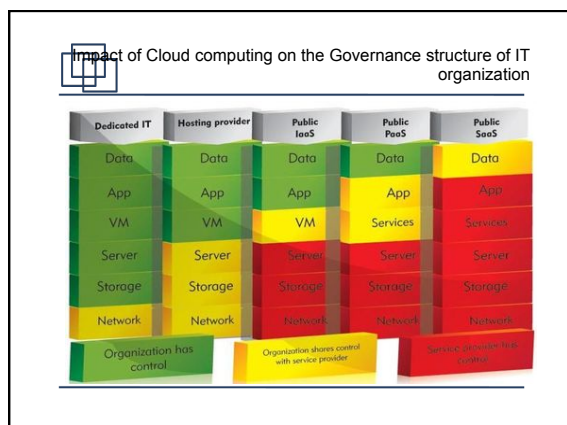 Impact of Cloud computing on the Governance structure of IT
organization
Dedicated IT Hosting provider Public IaaS Public PaaS Public SaaS
Data Data Data Data Data
App App App App App
VM VM VM Services Services
Server Server Server Server Server
Storage Storage Storage Storage Storage
Network Network Network Network Network
Organization has
control
Organization shares control
with service provider
Service provider has
control